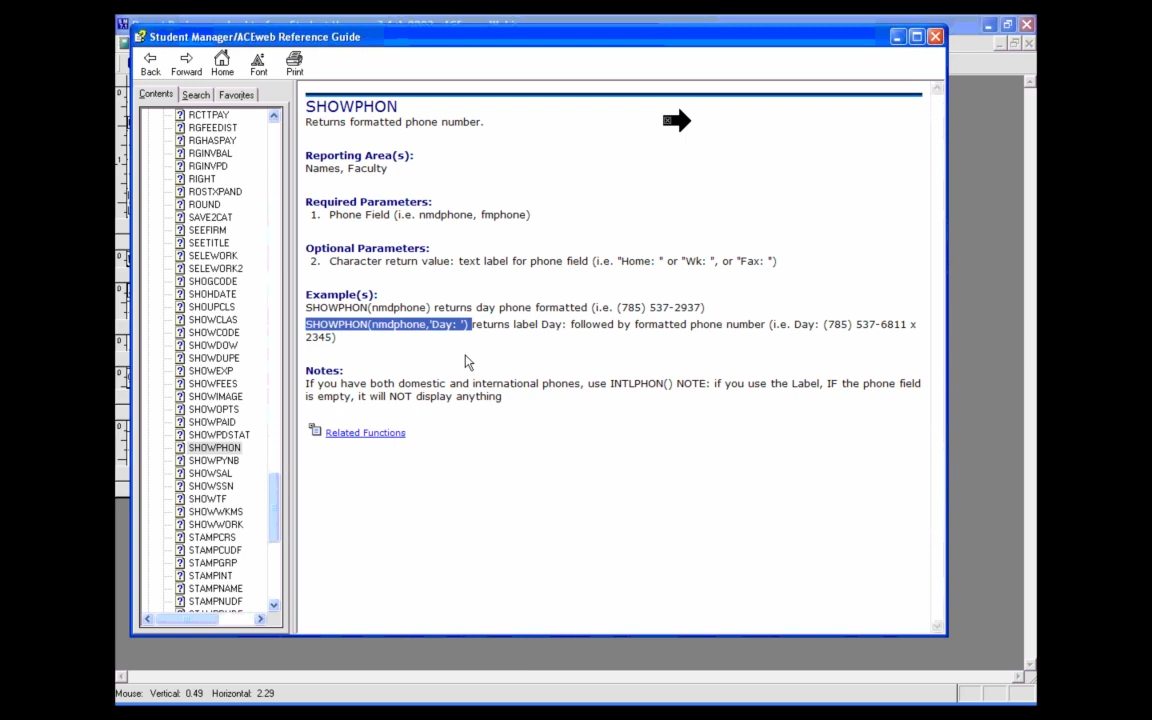 Student Manager/ACEweb Reference Guide
Back Forward Home Font Print
Contents Search Favorites
RCTTPAY
RGFEEDIST
RGHASPAY
RGINVBAL
RGINVPD
RIGHT
ROSTXPAND
ROUND
SAVE2CAT
SEEFIRM
SEETITLE
SELEWORK
SELEWORK2
SHOGCODE
SHOHDATE
SHOUPCLS
SHOWCLAS
SHOWCODE
SHOWDOW
SHOWDUPE
SHOWEXP
SHOWFEES
SHOWIMAGE
SHOWOPTS
SHOWPAID
SHOWPDSTAT
SHOWPHON
SHOWPYNB
SHOWSAL
SHOWSSN
SHOWTF
SHOWWKMS
SHOWWORK
STAMPCRS
STAMPCUDF
STAMPGRP
STAMPINT
STAMPNAME
STAMPNUDF
SHOWPHON
Returns formatted phone number.
Reporting Area(s):
Names, Faculty
Required Parameters:
1. Phone Field (i.e. nmdphone, fmphone)
Optional Parameters:
2. Character return value: text label for phone field (i.e. "Home: " or "Wk: ", or "Fax: ")
Example(s):
SHOWPHON(nmdphone) returns day phone formatted (i.e. (785) 537-2937)
SHOWPHON(nmdphone,'Day: ') returns label Day: followed by formatted phone number (i.e. Day: (785) 537-6811 x
2345)
Notes:
If you have both domestic and international phones, use INTLPHON() NOTE: if you use the Label, IF the phone field
is empty, it will NOT display anything
Related Functions
Mouse: Vertical: 0.49 Horizontal: 2.29